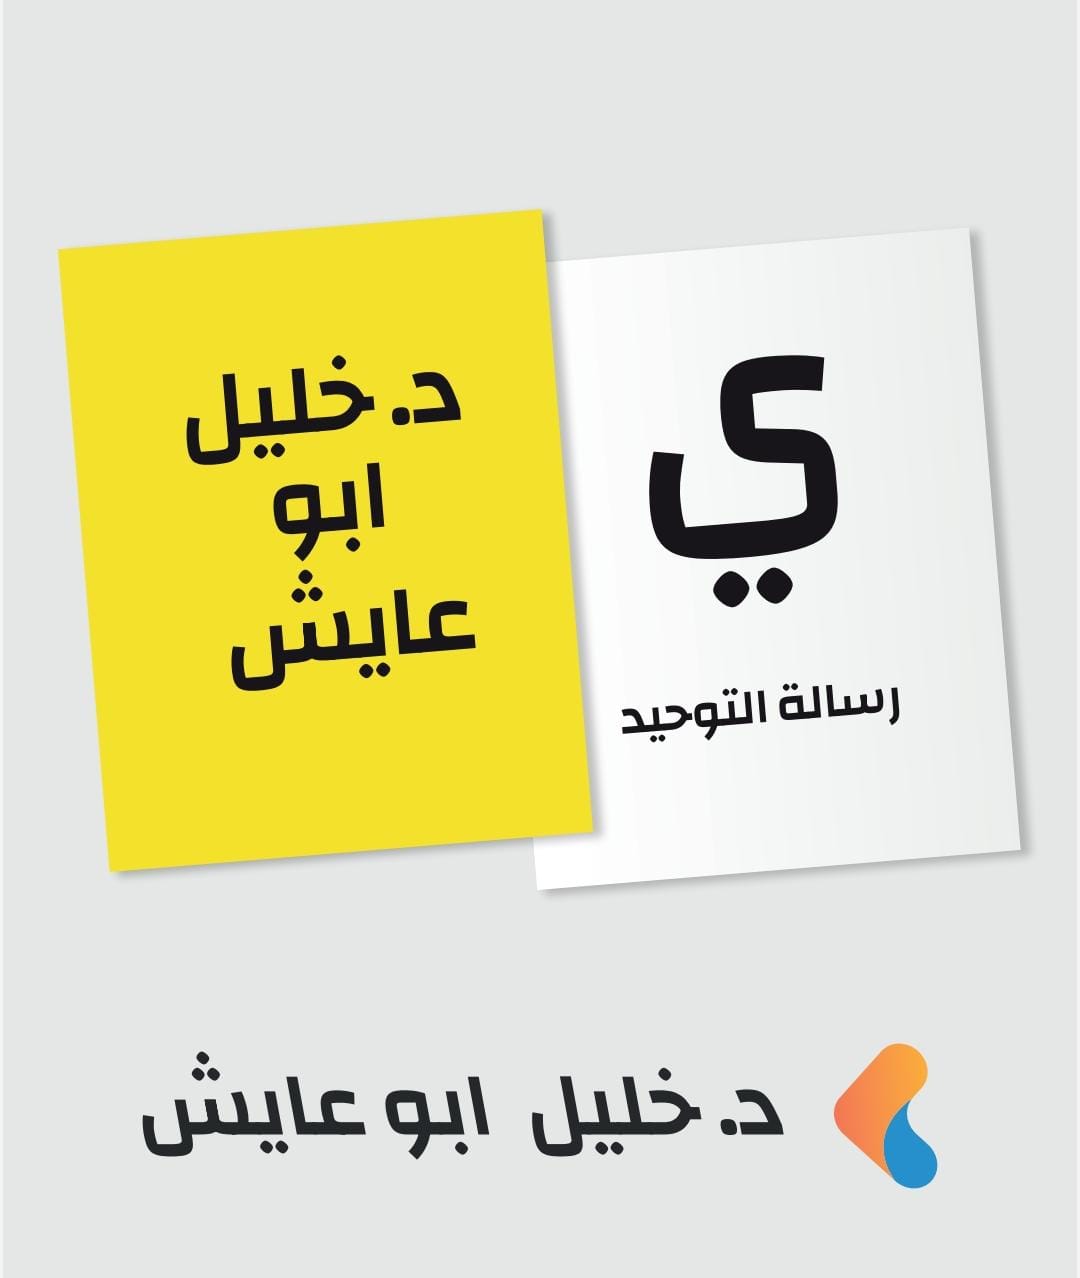 د. خليل
ابو
عايش
ي
رسالة التوحيد
د. خليل ابو عايش